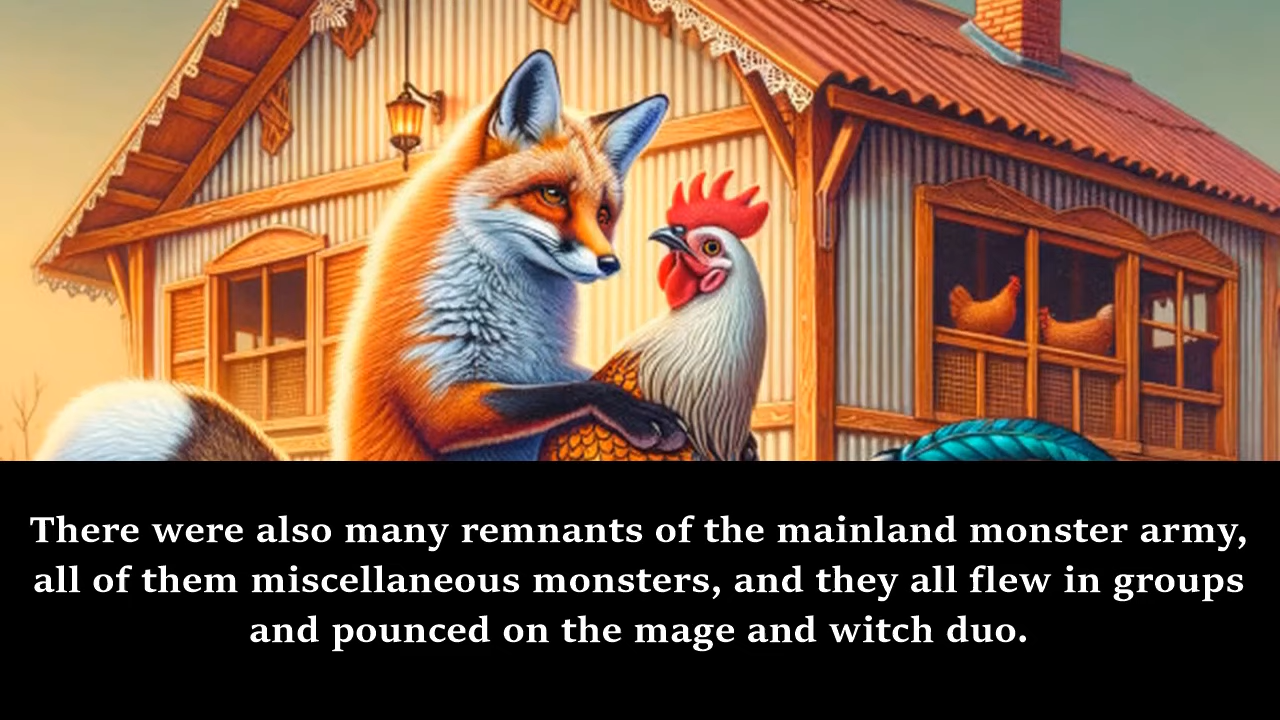 There were also many remnants of the mainland monster army,
all of them miscellaneous monsters, and they all flew in groups
and pounced on the mage and witch duo.